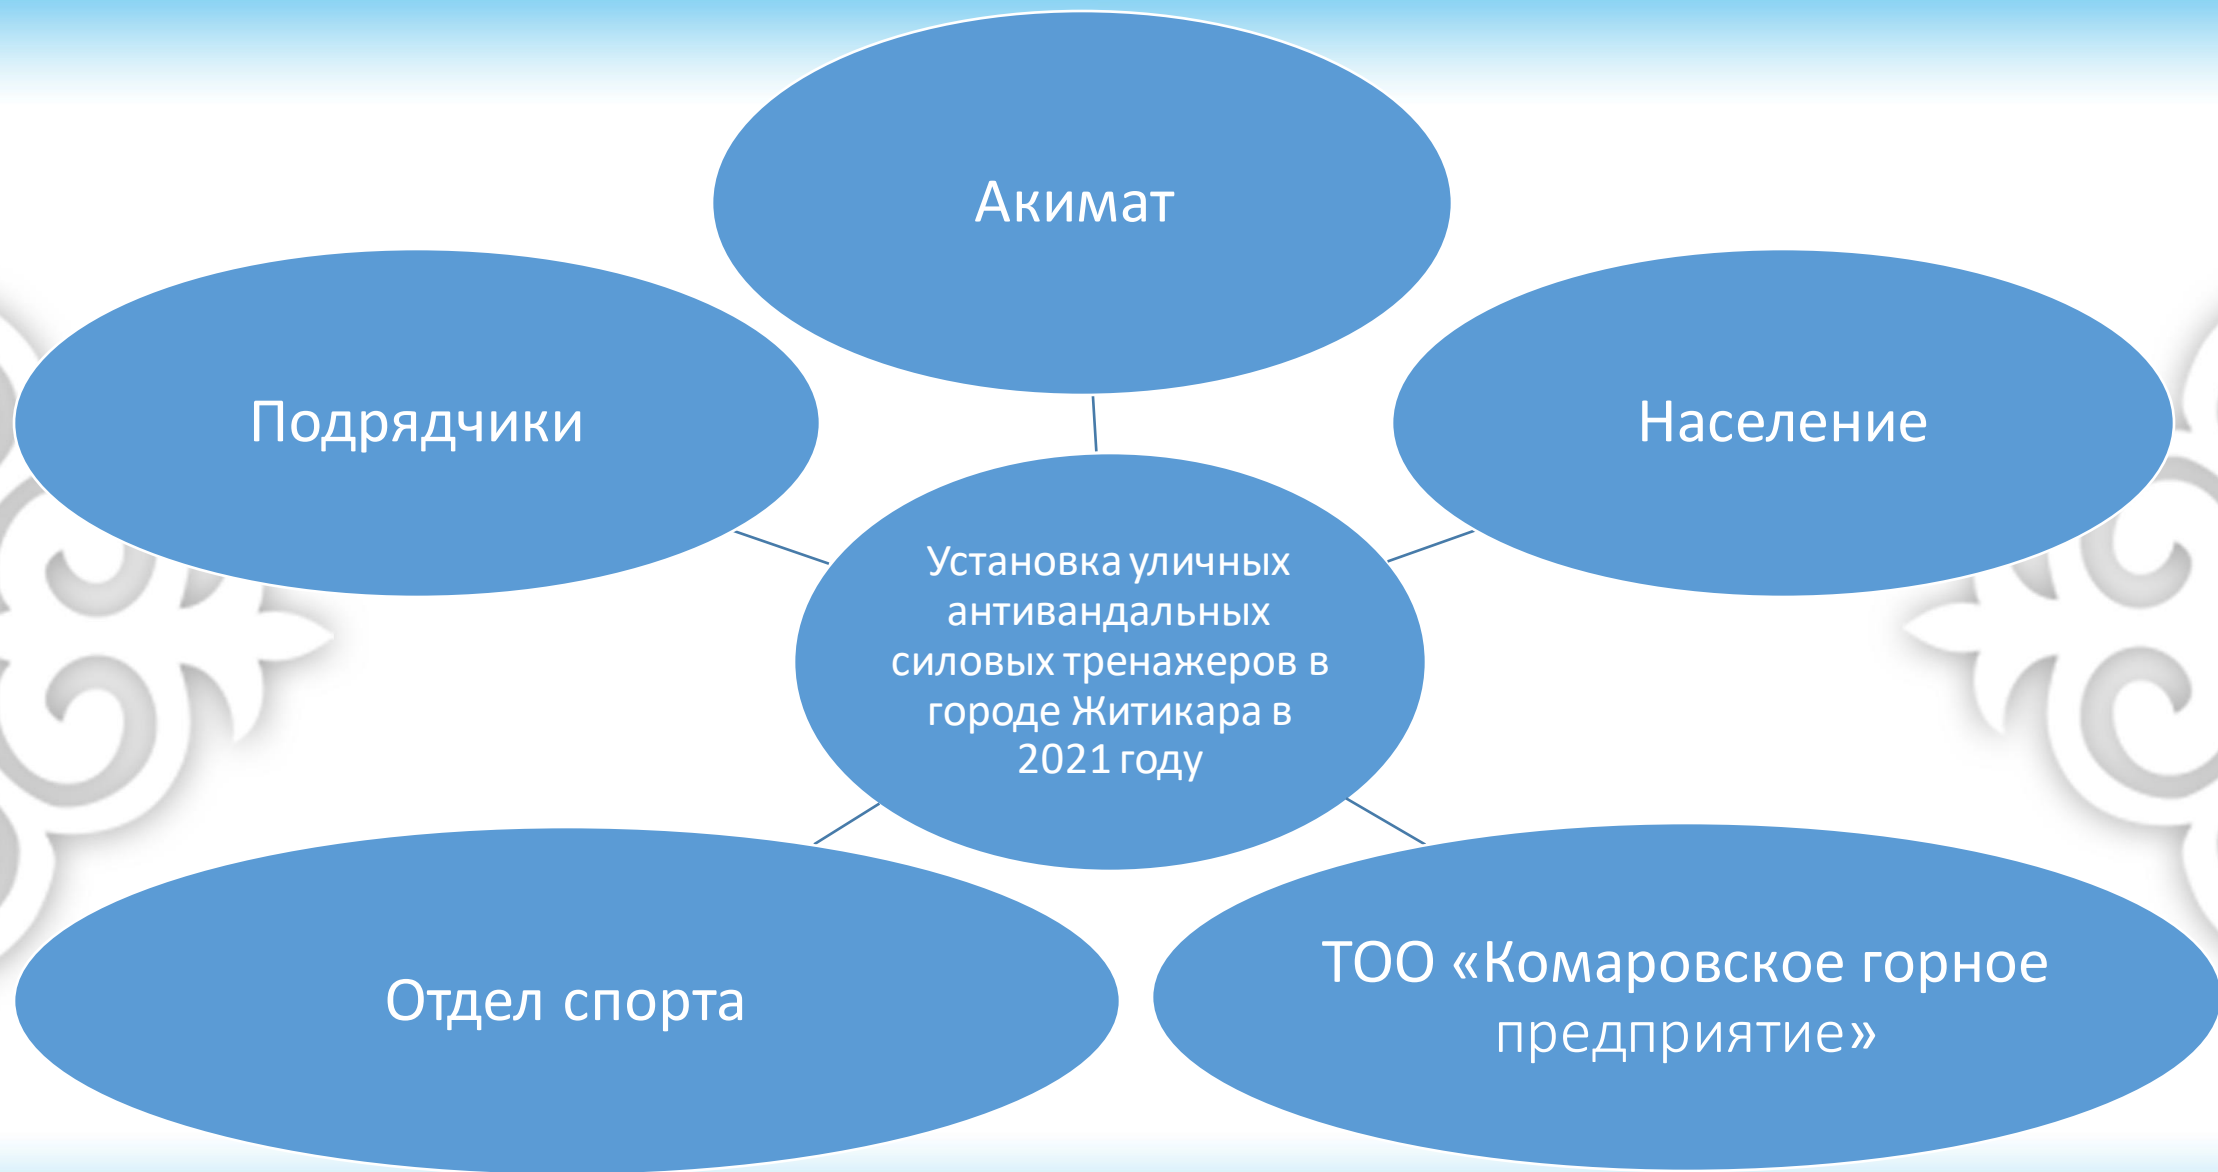 Акимат
Подрядчики
Население
Установка уличных
антивандальных
силовых тренажеров в
городе Житикара в
2021 году
Отдел спорта
ТОО «Комаровское горное
предприятие»